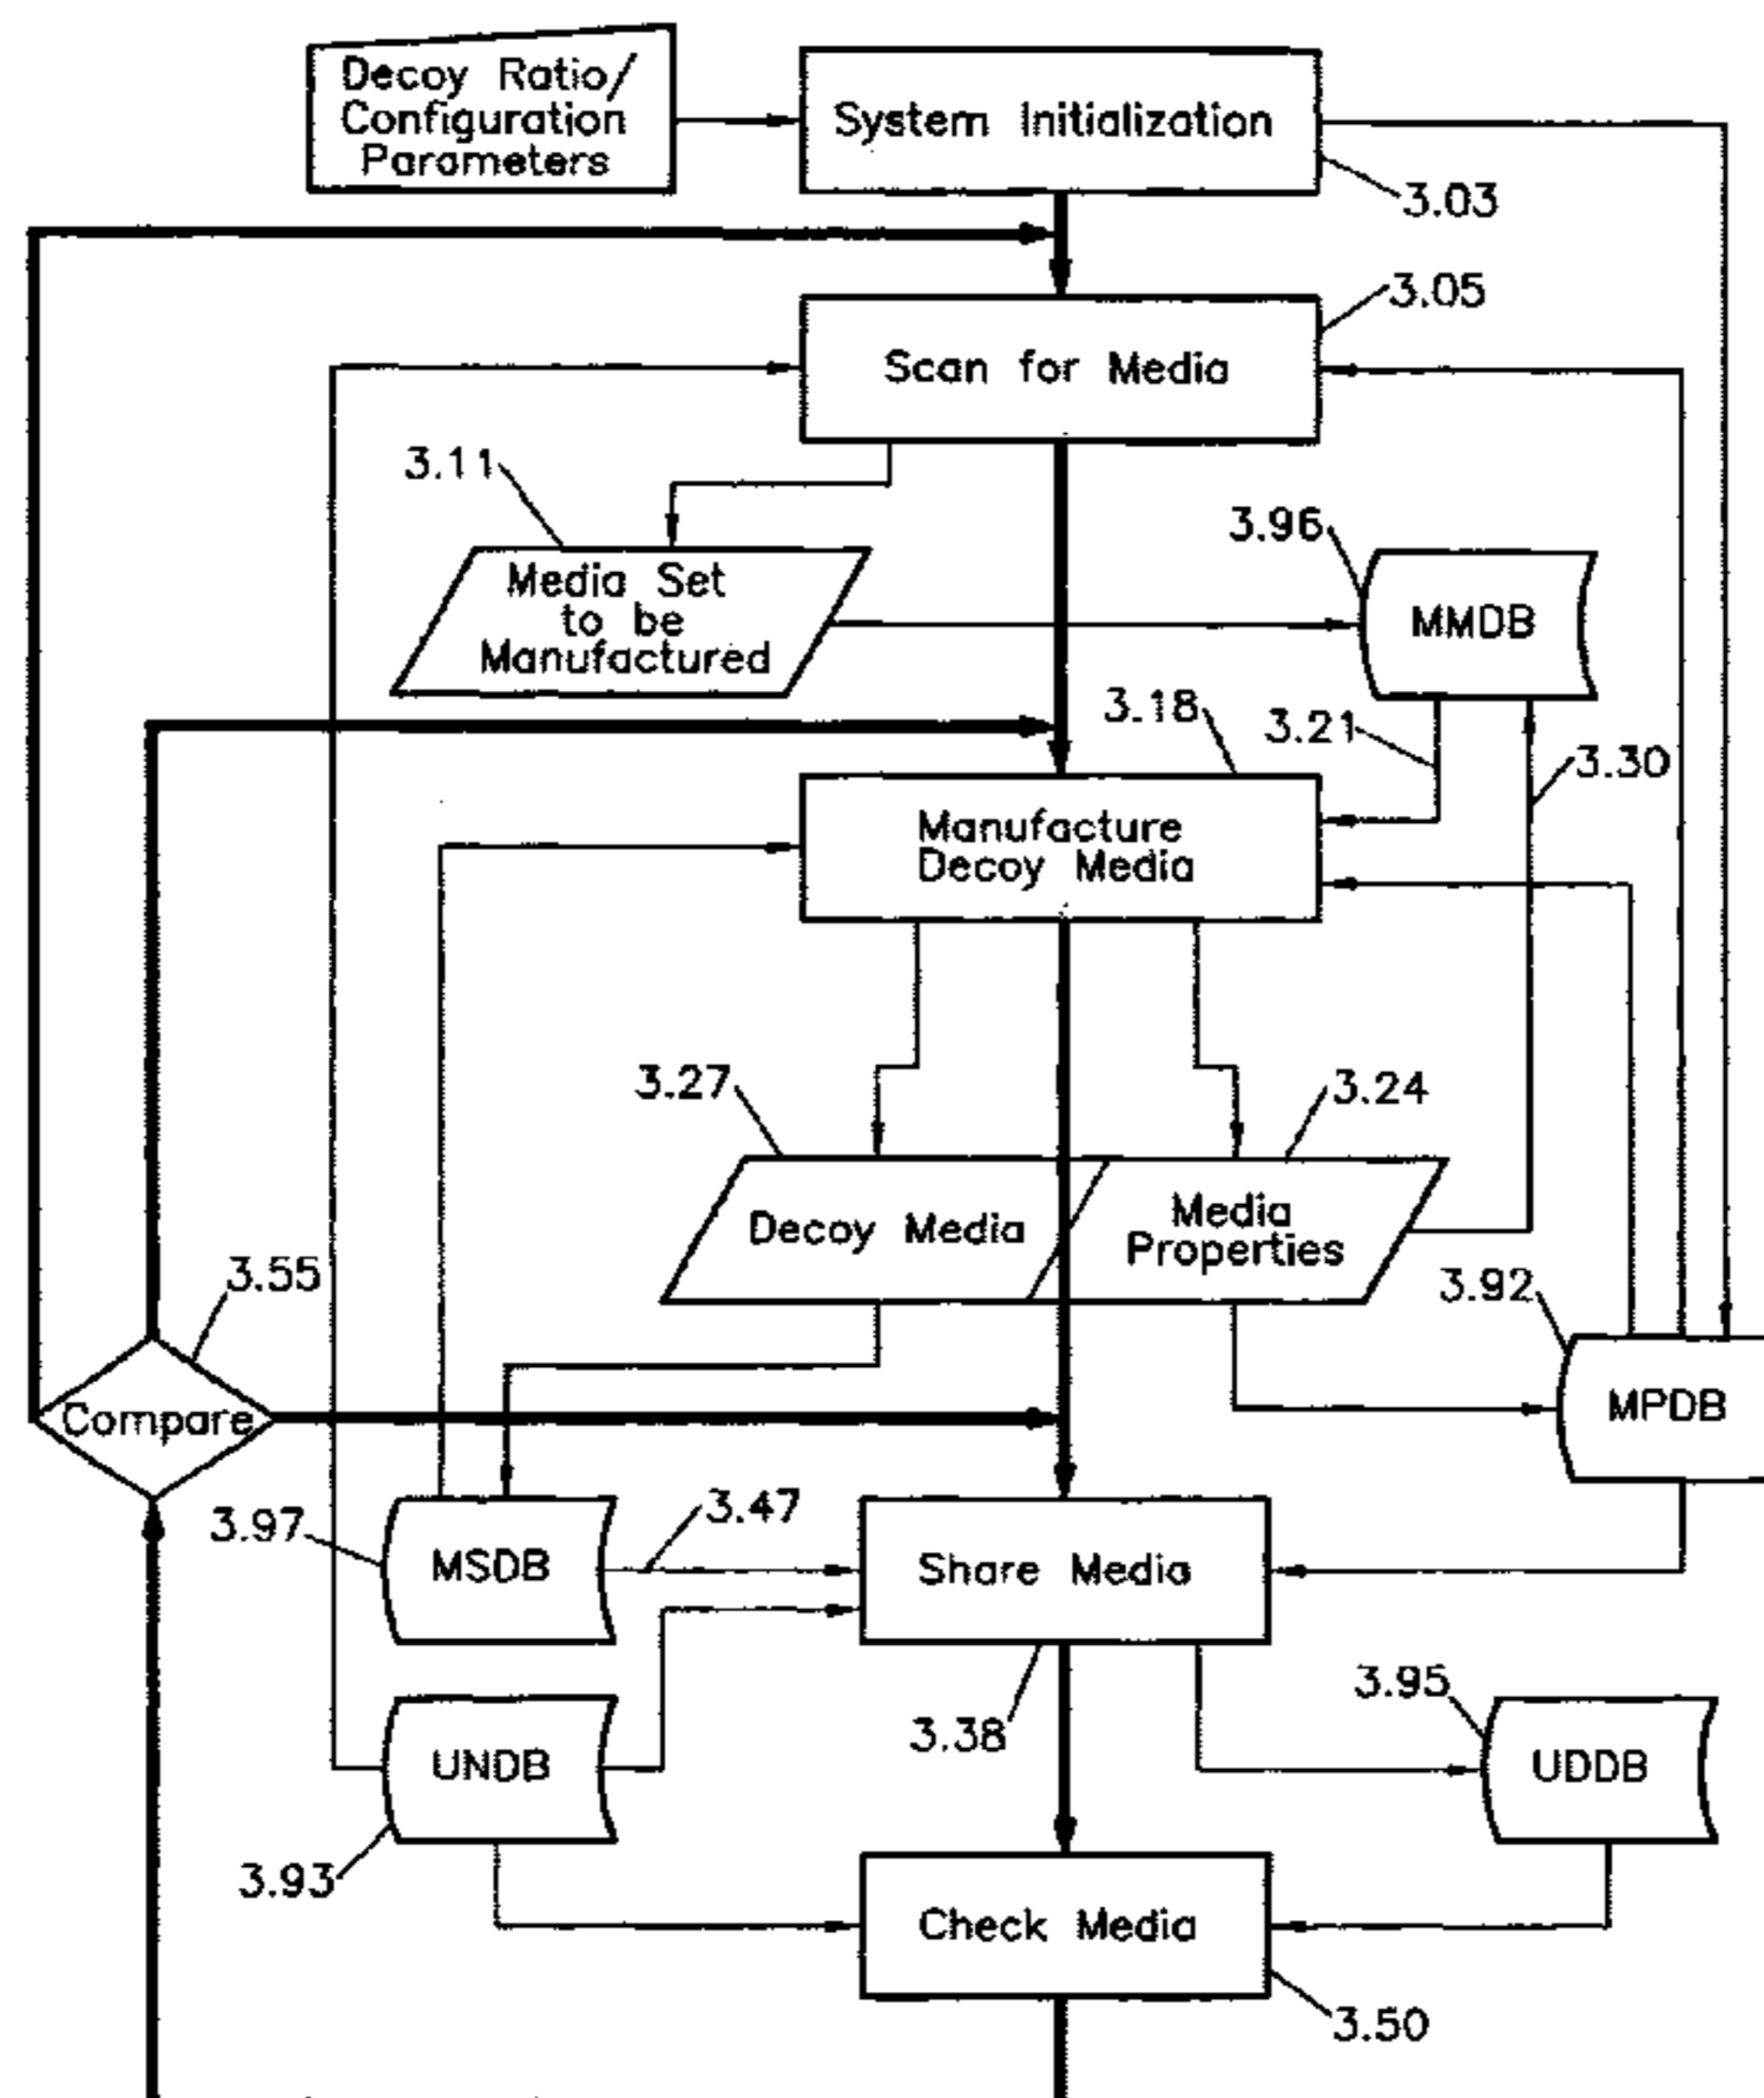 Decoy Ratio/
Configuration
Parameters
System Initialization
3.03
3.05
Scan for Media
3.11
3.96
Media Set
to be
Manufactured
MMDB
3.18
3.21
3.30
Manufacture
Decoy Media
3.27
3.24
Decoy Media
Media
Properties
3.55
3.92
Compare
MPDB
3.97
3.47
MSDB
Share Media
3.38
3.95
UNDB
UDDB
3.93
Check Media
3.50